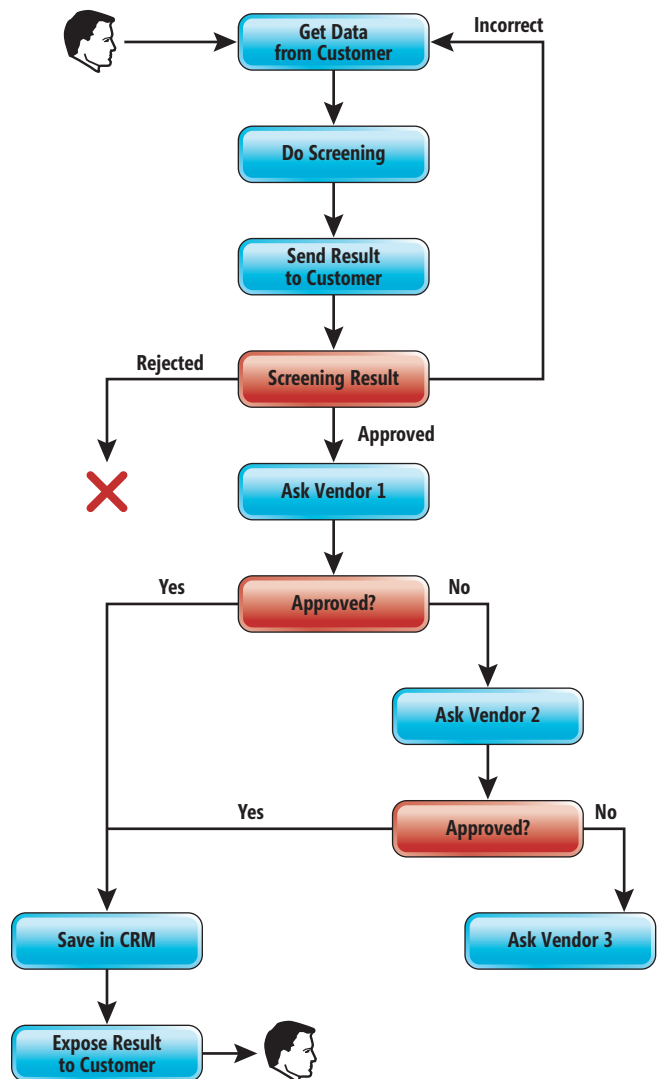 Get Data
from Customer
Incorrect
Do Screening
Send Result
to Customer
Rejected
Screening Result
Approved
Ask Vendor 1
Yes
Approved?
No
Ask Vendor 2
Yes
Approved?
No
Save in CRM
Ask Vendor 3
Expose Result
to Customer